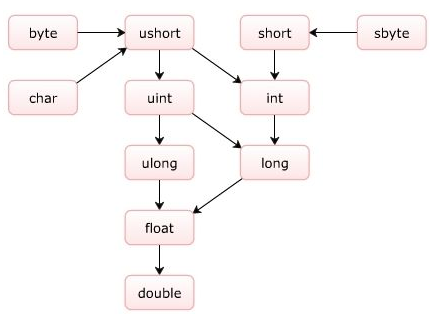 byte
ushort
short
sbyte
char
uint
int
ulong
long
float
double